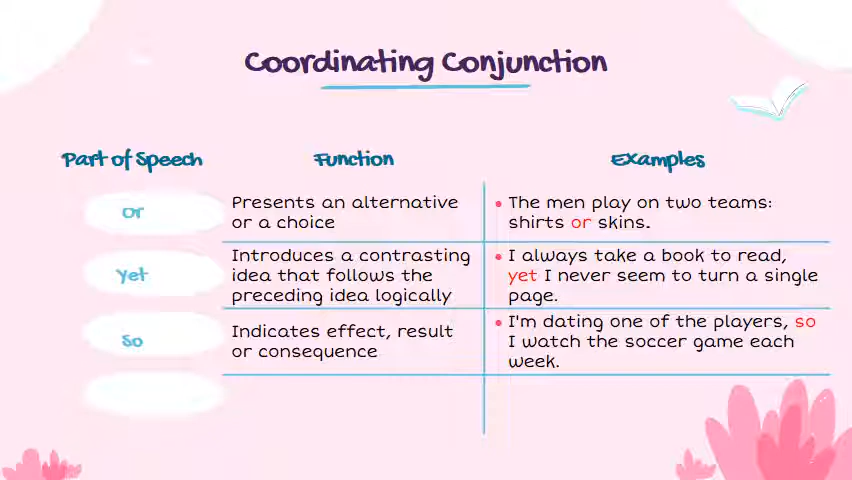 Coordinating Conjunction
Part of Speech
Function
Examples
or
Presents an alternative
or a choice
• The men play on two teams:
shirts or skins.
yet
Introduces a contrasting
idea that follows the
preceding idea logically
• I always take a book to read,
yet I never seem to turn a single
page.
so
Indicates effect, result
or consequence
• I'm dating one of the players, so
I watch the soccer game each
week.